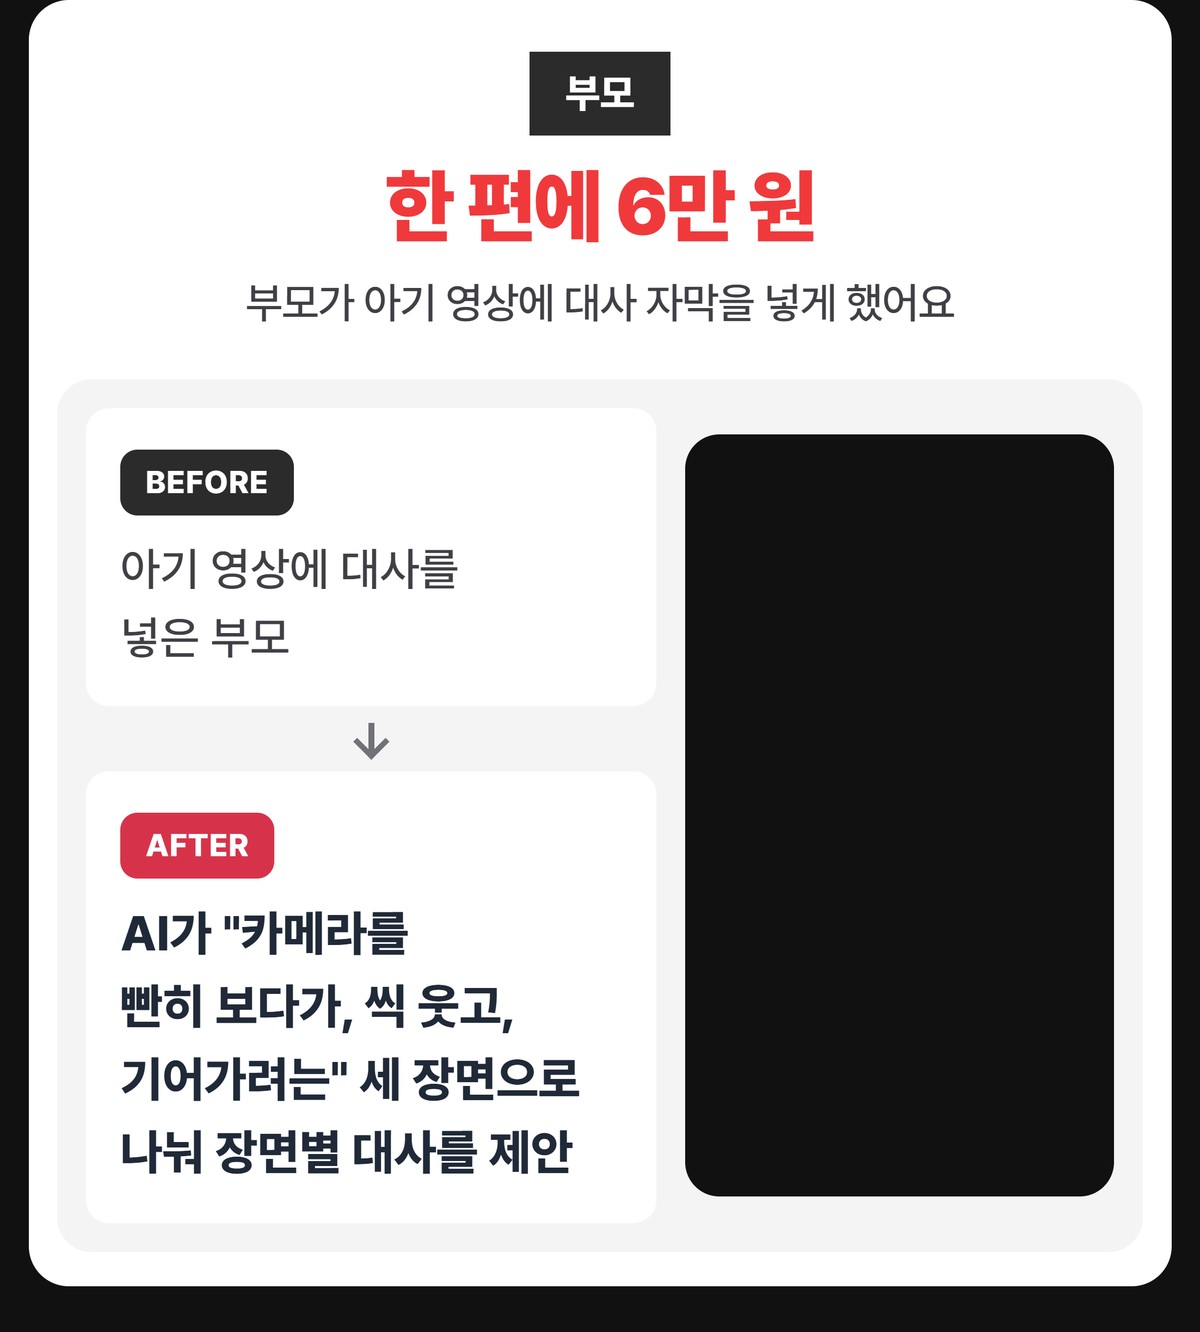 부모
한 편에 6만 원
부모가 아기 영상에 대사 자막을 넣게 했어요
BEFORE
아기 영상에 대사를
넣은 부모
↓
AFTER
AI가 "카메라를
빤히 보다가, 씩 웃고,
기어가려는" 세 장면으로
나눠 장면별 대사를 제안